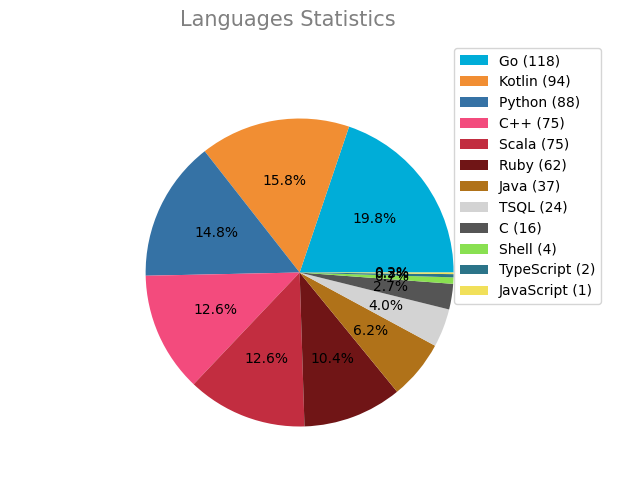 Languages Statistics
Go (118)
Kotlin (94)
Python (88)
C++ (75)
Scala (75)
Ruby (62)
Java (37)
TSQL (24)
C (16)
Shell (4)
TypeScript (2)
JavaScript (1)
15.8%
19.8%
14.8%
12.6%
12.6%
10.4%
6.2%
4.0%
2.7%